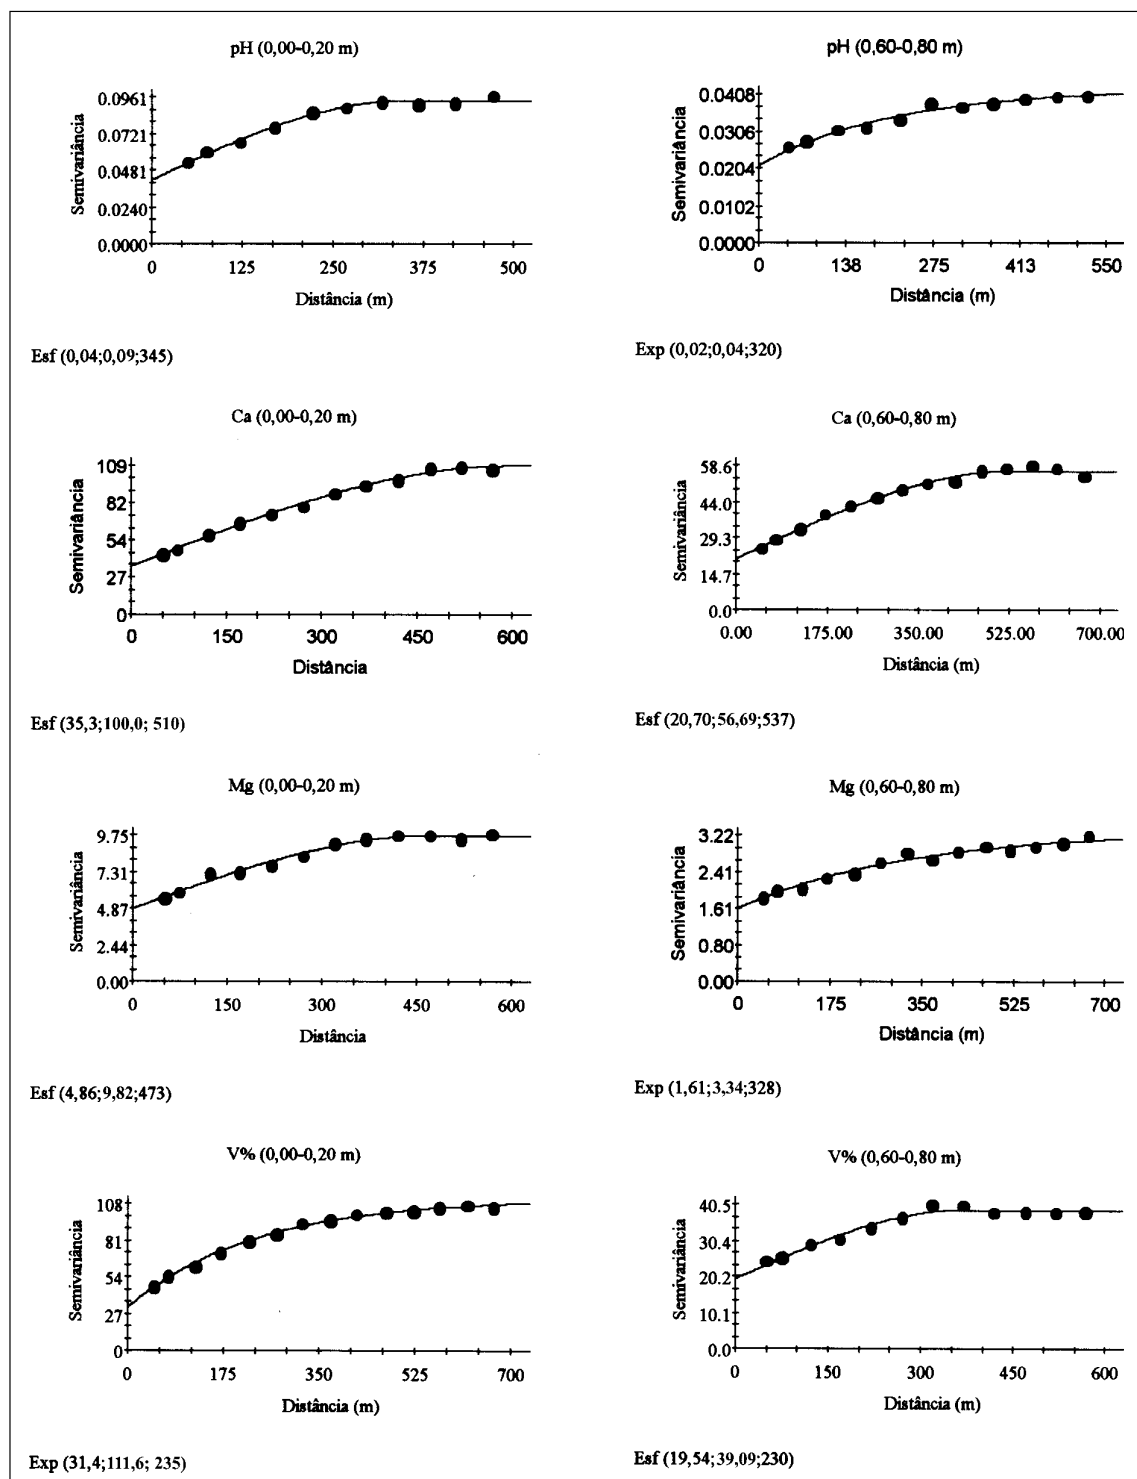 pH (0,00-0,20 m)
Semivariância
0.0961
0.0721
0.0481
0.0240
0.0000
0 125 250 375 500
Distância (m)
Esf (0,04;0,09;345)
pH (0,60-0,80 m)
Semivariância
0.0408
0.0306
0.0204
0.0102
0.0000
0 138 275 413 550
Distância (m)
Exp (0,02;0,04;320)
Ca (0,00-0,20 m)
Semivariância
109
82
54
27
0
0 150 300 450 600
Distância
Esf (35,3;100,0; 510)
Ca (0,60-0,80 m)
Semivariância
58.6
44.0
29.3
14.7
0.0
0.00 175.00 350.00 525.00 700.00
Distância (m)
Esf (20,70;56,69;537)
Mg (0,00-0,20 m)
Semivariância
9.75
7.31
4.87
2.44
0.00
0 150 300 450 600
Distância
Esf (4,86;9,82;473)
Mg (0,60-0,80 m)
Semivariância
3.22
2.41
1.61
0.80
0.00
0 175 350 525 700
Distância (m)
Exp (1,61;3,34;328)
V% (0,00-0,20 m)
Semivariância
108
81
54
27
0
0 175 350 525 700
Distância (m)
Exp (31,4;111,6; 235)
V% (0,60-0,80 m)
Semivariância
40.5
30.4
20.2
10.1
0.0
0 150 300 450 600
Distância (m)
Esf (19,54;39,09;230)